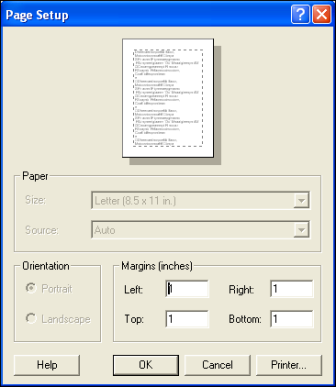 Page Setup
Paper
Size: Letter (8.5 x 11 in.)
Source: Auto
Orientation
Portrait
Landscape
Margins (inches)
Left: 1 Right: 1
Top: 1 Bottom: 1
Help OK Cancel Printer...